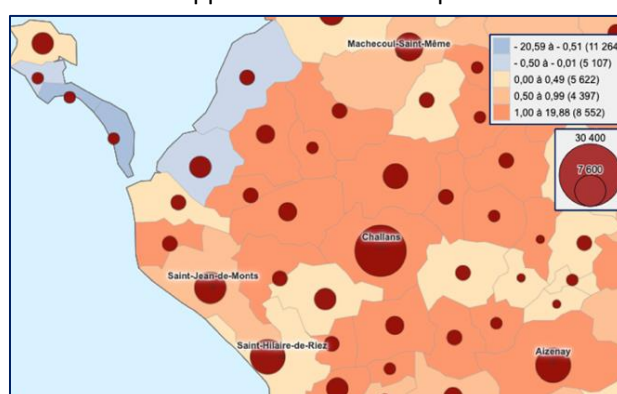 Machecoul-Saint-Même
- 20,59 à - 0,51 (11 264
- 0,50 à - 0,01 (5 107)
0,00 à 0,49 (5 622)
0,50 à 0,99 (4 397)
1,00 à 19,88 (8 552)
30 400
7 600
Challans
Saint-Jean-de-Monts
Saint-Hilaire-de-Riez
Aizenay